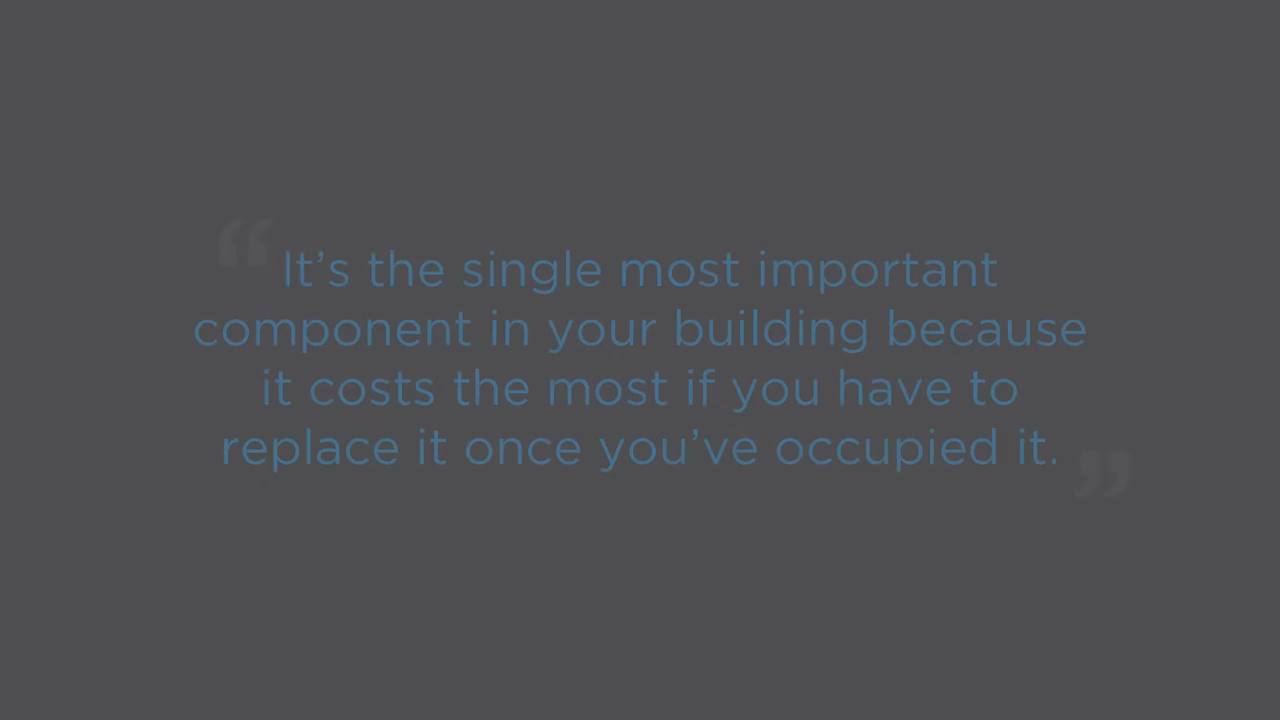 “It’s the single most important
component in your building because
it costs the most if you have to
replace it once you’ve occupied it.”